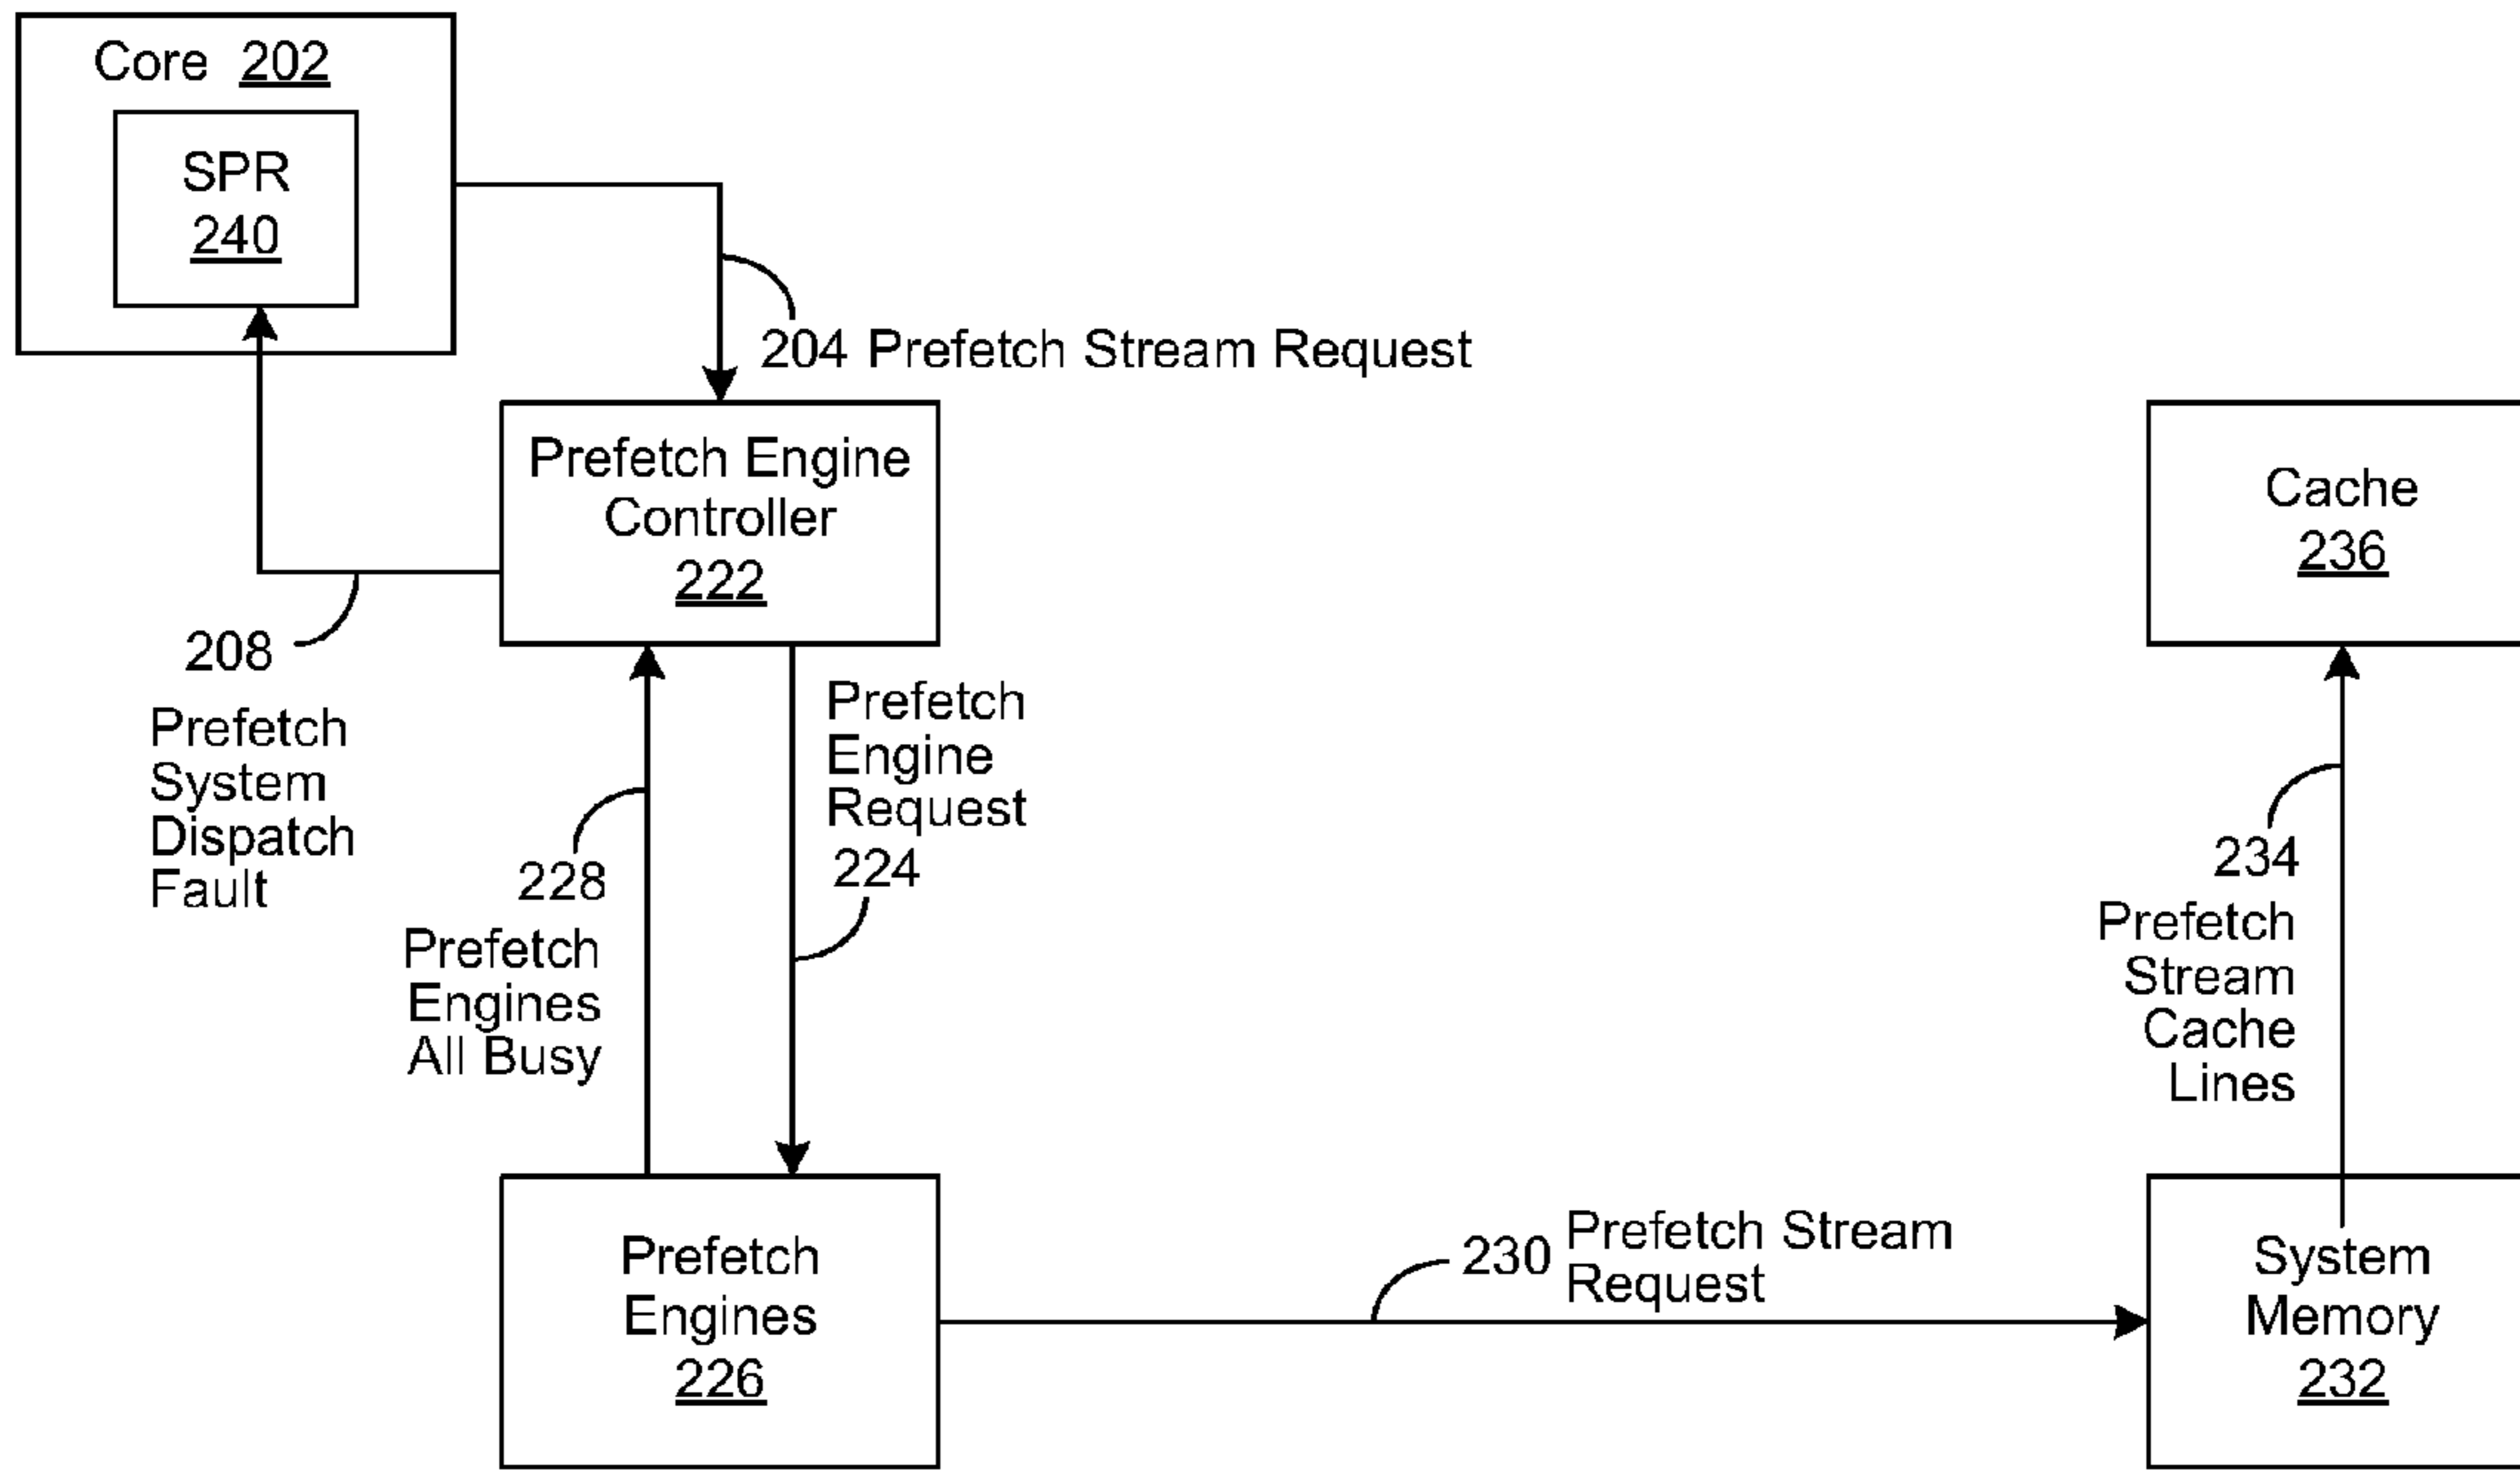 Core 202
SPR
240
204 Prefetch Stream Request
Prefetch Engine
Controller
222
Cache
236
208
Prefetch
System
Dispatch
Fault
Prefetch
Engine
Request
224
228
Prefetch
Engines
All Busy
234
Prefetch
Stream
Cache
Lines
Prefetch
Engines
226
230 Prefetch Stream
Request
System
Memory
232